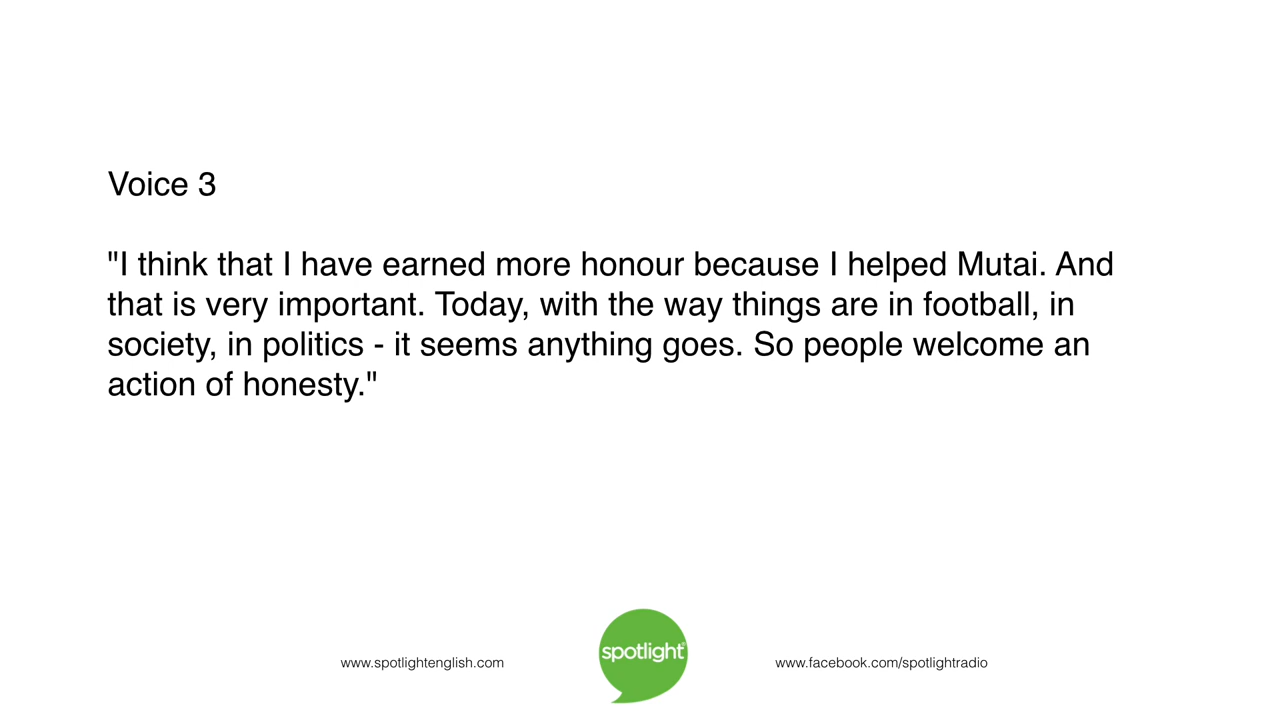 Voice 3
"I think that I have earned more honour because I helped Mutai. And
that is very important. Today, with the way things are in football, in
society, in politics - it seems anything goes. So people welcome an
action of honesty."
www.spotlightenglish.com
spotlight®
www.facebook.com/spotlightradio